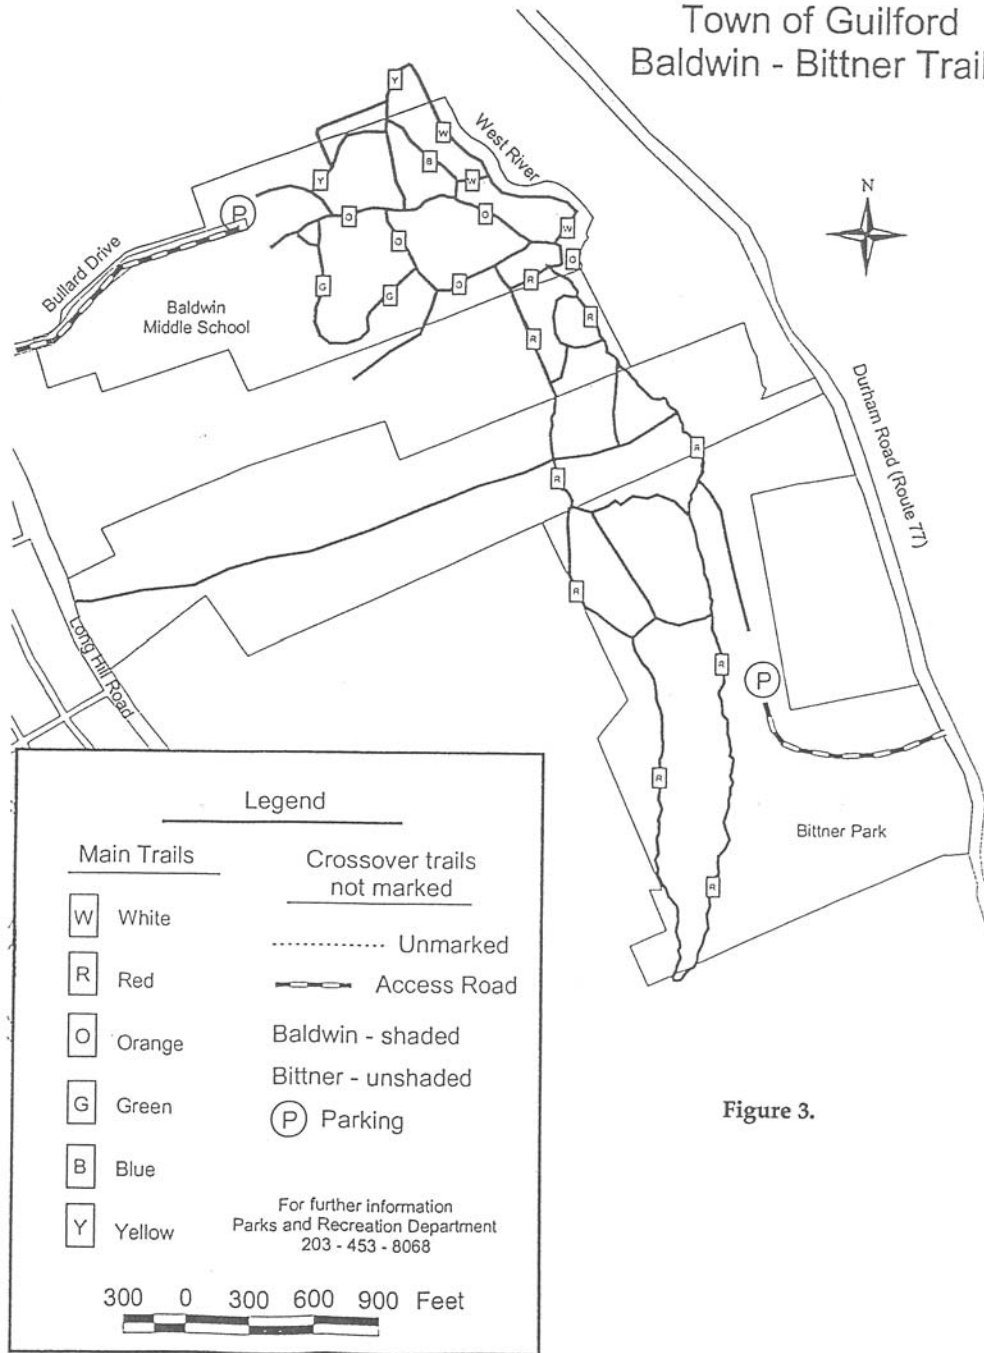 Town of Guilford
Baldwin - Bittner Trail
Y
W
West River
B
W
Y
N
P
O
O
W
O
O
Bullard Drive
G
G
O
R
Baldwin
Middle School
R
R
Durham Road (Route 77)
R
R
R
Long Hill Road
R
P
R
Bittner Park
R
Legend
Main Trails
W White
R Red
O Orange
G Green
B Blue
Y Yellow
Crossover trails
not marked
Unmarked
Access Road
Baldwin - shaded
Bittner - unshaded
P Parking
For further information
Parks and Recreation Department
203 - 453 - 8068
300 0 300 600 900 Feet
Figure 3.